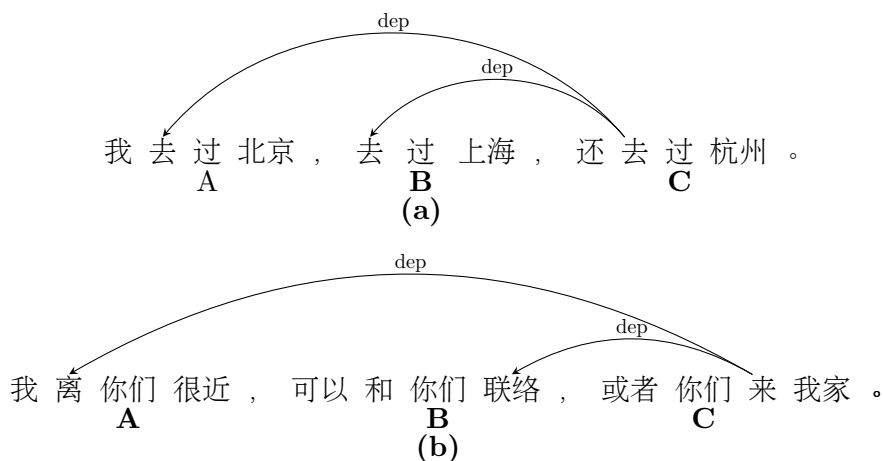 dep
dep
我 去 过 北京 , 去 过 上海 , 还 去 过 杭州 。
A B C
(a)
dep
dep
我 离 你们 很近 , 可以 和 你们 联络 , 或者 你们 来 我家 。
A B C
(b)